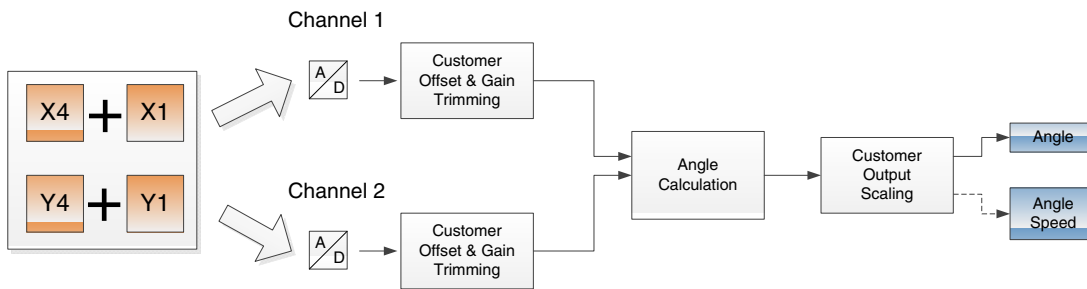 Channel 1
A
D
Customer
Offset & Gain
Trimming
X4 + X1
Y4 + Y1
Channel 2
A
D
Customer
Offset & Gain
Trimming
Angle
Calculation
Customer
Output
Scaling
Angle
Angle
Speed